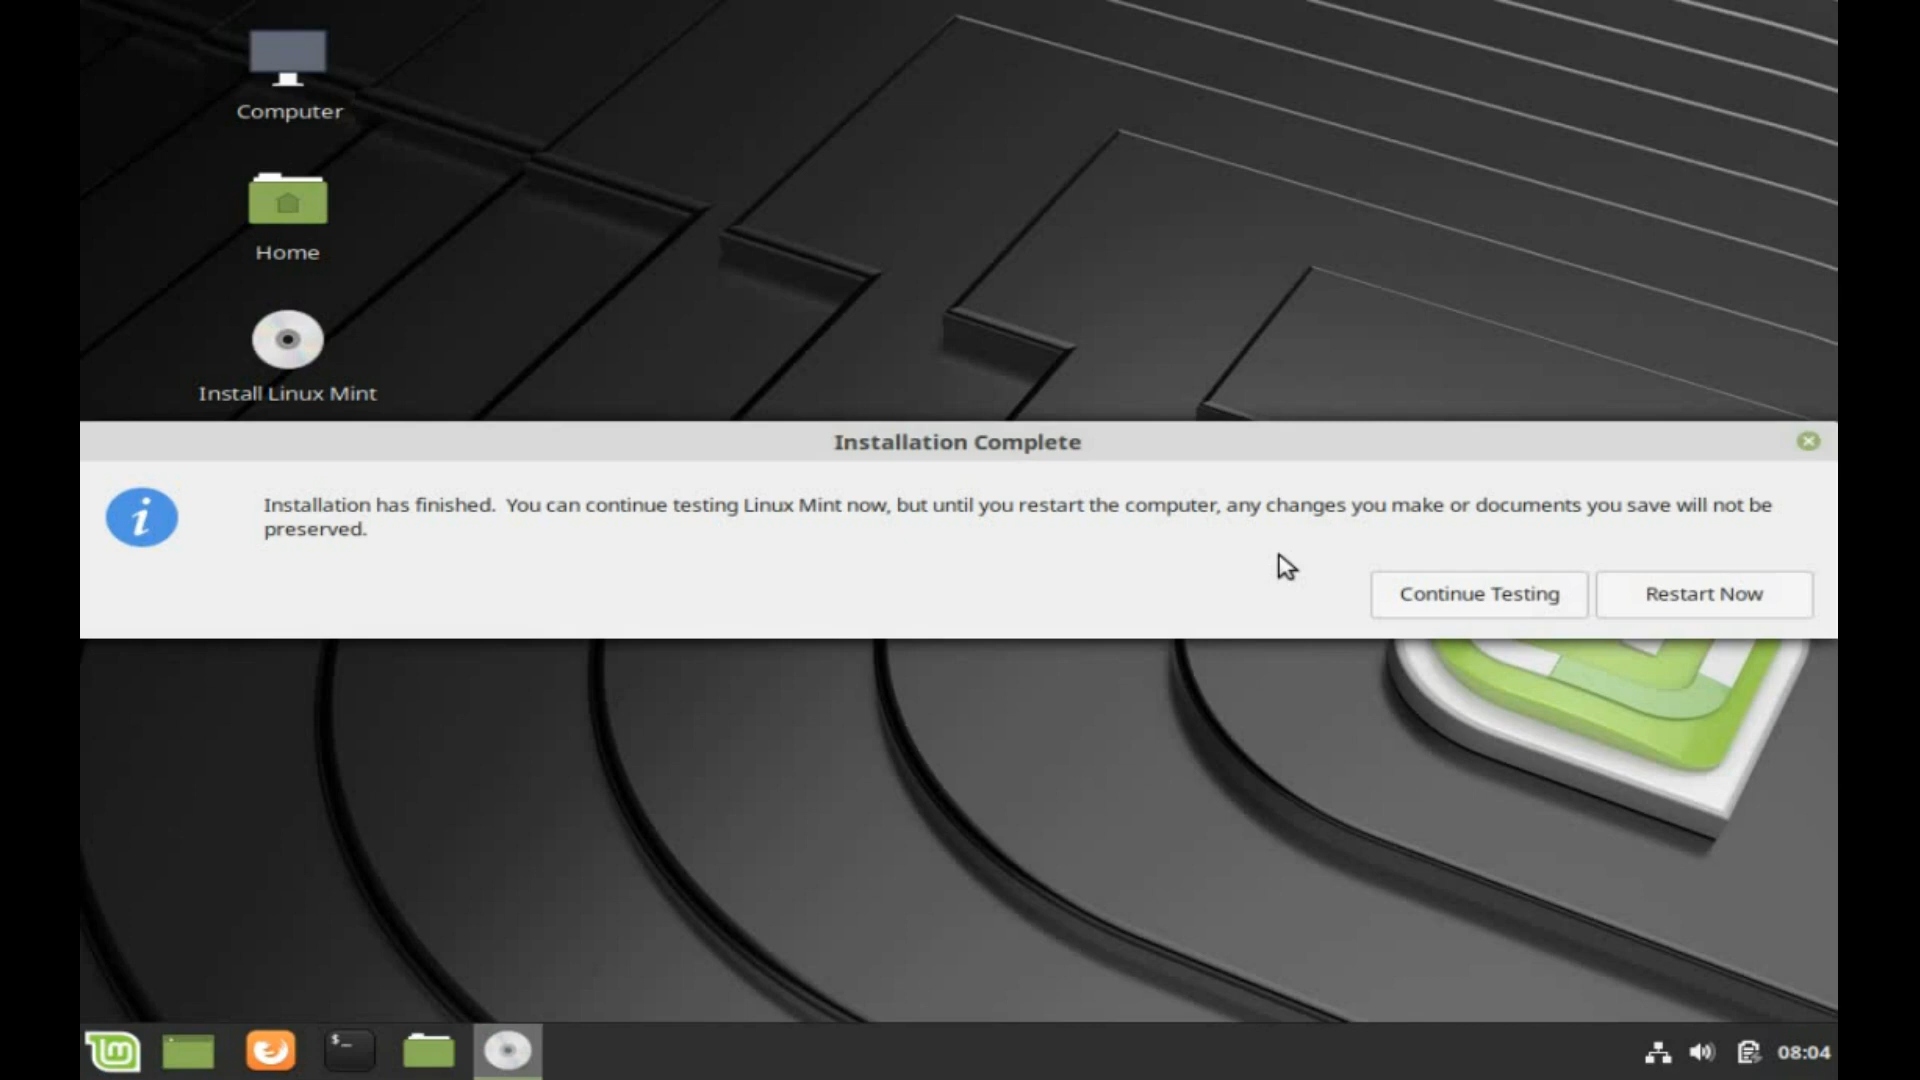 Computer
Home
Install Linux Mint
Installation Complete
Installation has finished.  You can continue testing Linux Mint now, but until you restart the computer, any changes you make or documents you save will not be
preserved.
Continue Testing
Restart Now
$_
08:04